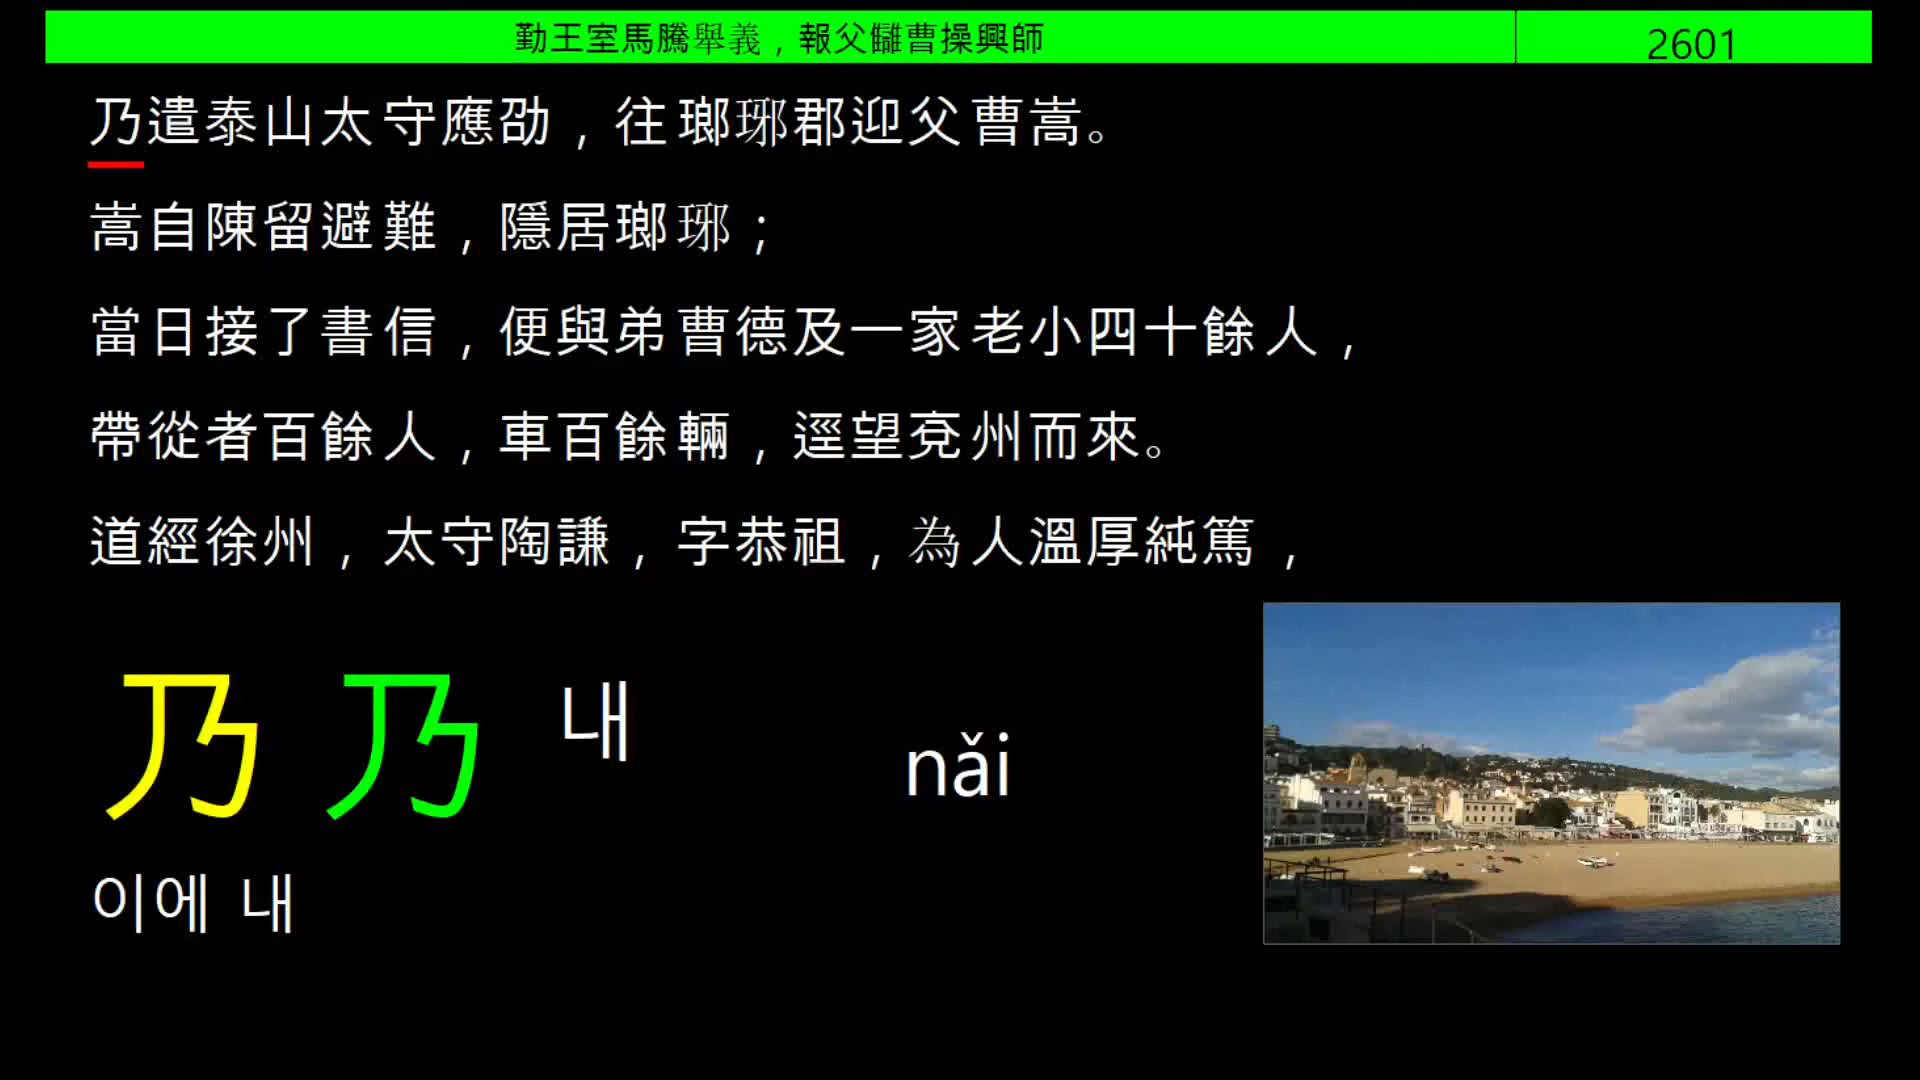 勤王室馬騰舉義，報父讎曹操興師
2601
乃遣泰山太守應劭，往瑯琊郡迎父曹嵩。
嵩自陳留避難，隱居瑯琊；
當日接了書信，便與弟曹德及一家老小四十餘人，
帶從者百餘人，車百餘輛，逕望兗州而來。
道經徐州，太守陶謙，字恭祖，為人溫厚純篤，
乃 乃 내 nǎi
이에 내